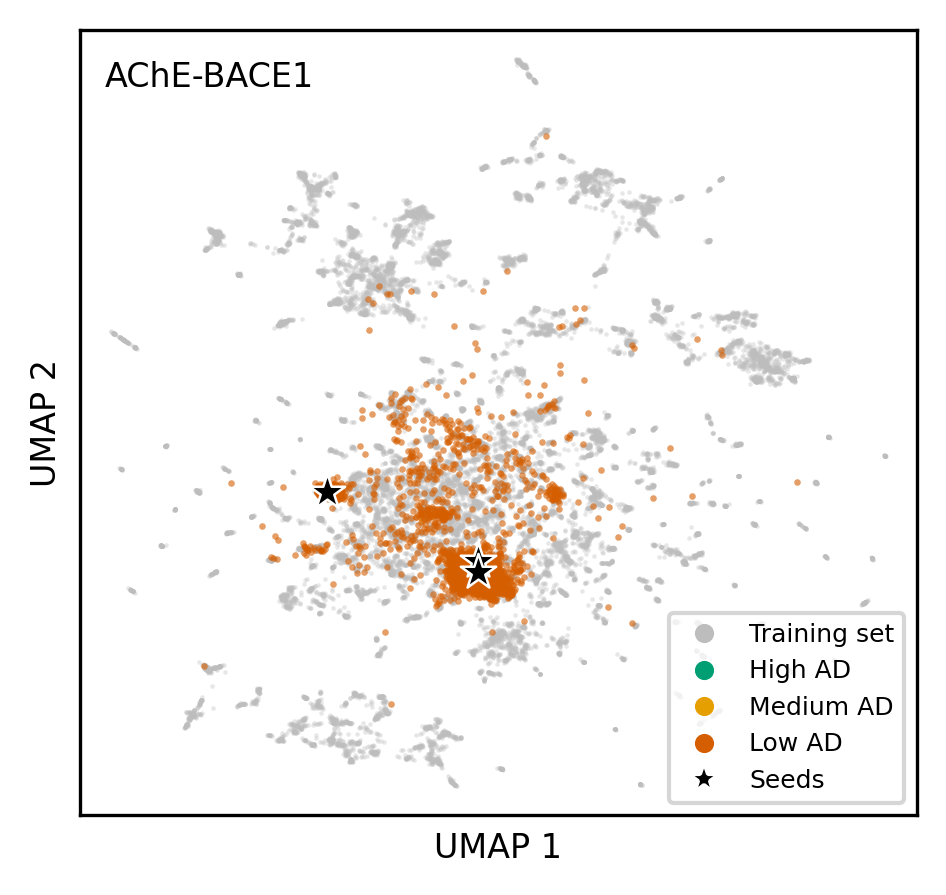 AChE-BACE1
UMAP 2
Training set
High AD
Medium AD
Low AD
Seeds
UMAP 1